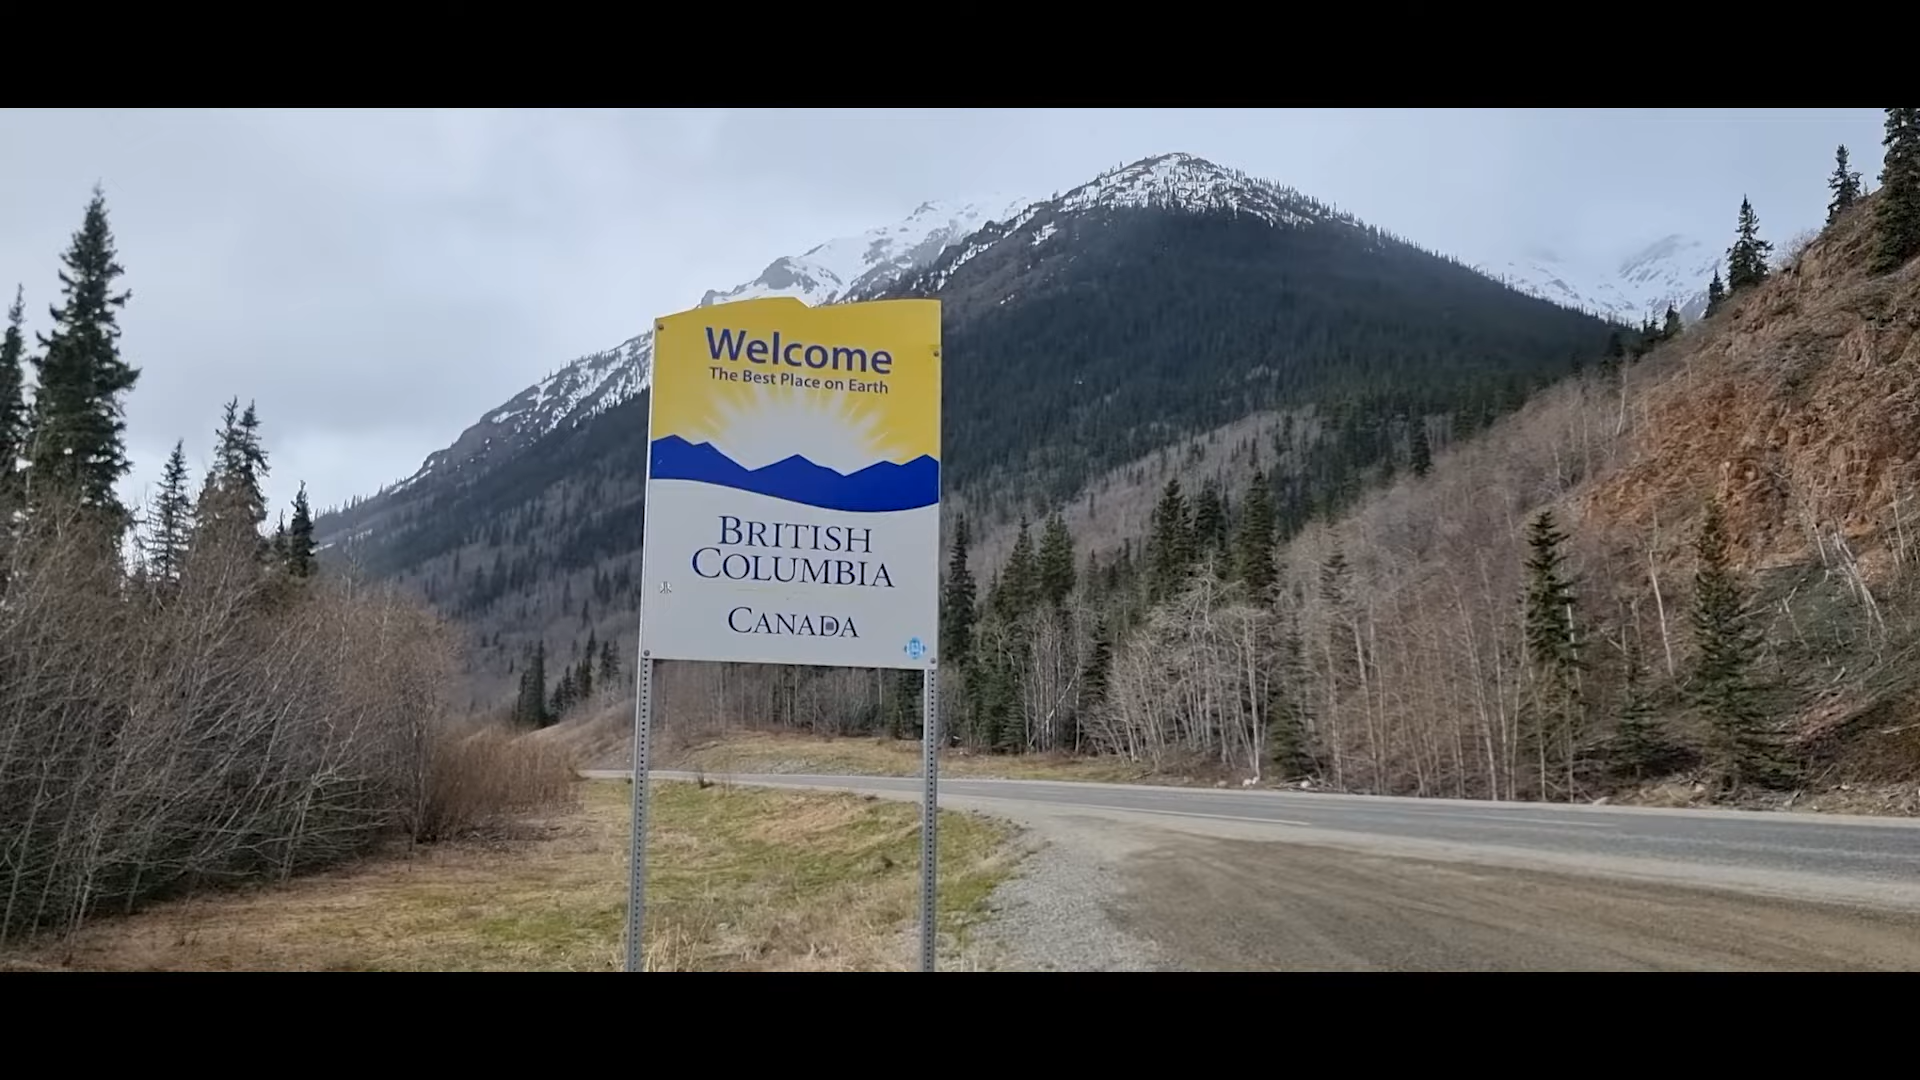 Welcome
The Best Place on Earth
BRITISH
COLUMBIA
CANADA